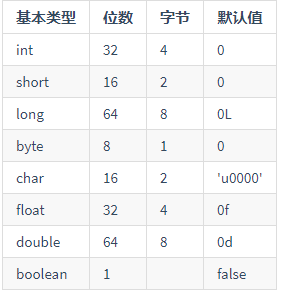 基本类型 位数 字节 默认值
int 32 4 0
short 16 2 0
long 64 8 0L
byte 8 1 0
char 16 2 'u0000'
float 32 4 0f
double 64 8 0d
boolean 1 false